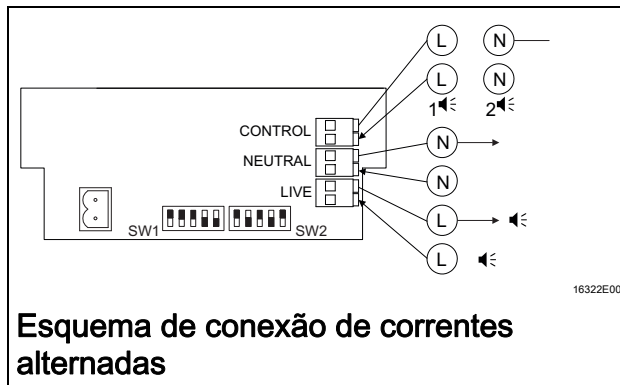 L N
L N
1 2
CONTROL
N
NEUTRAL
N
LIVE
L
SW1 SW2
L
16322E00
Esquema de conexão de correntes
alternadas